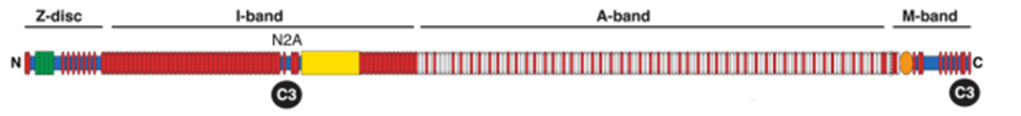 Z-disc I-band A-band M-band
N2A
N C
C3 C3